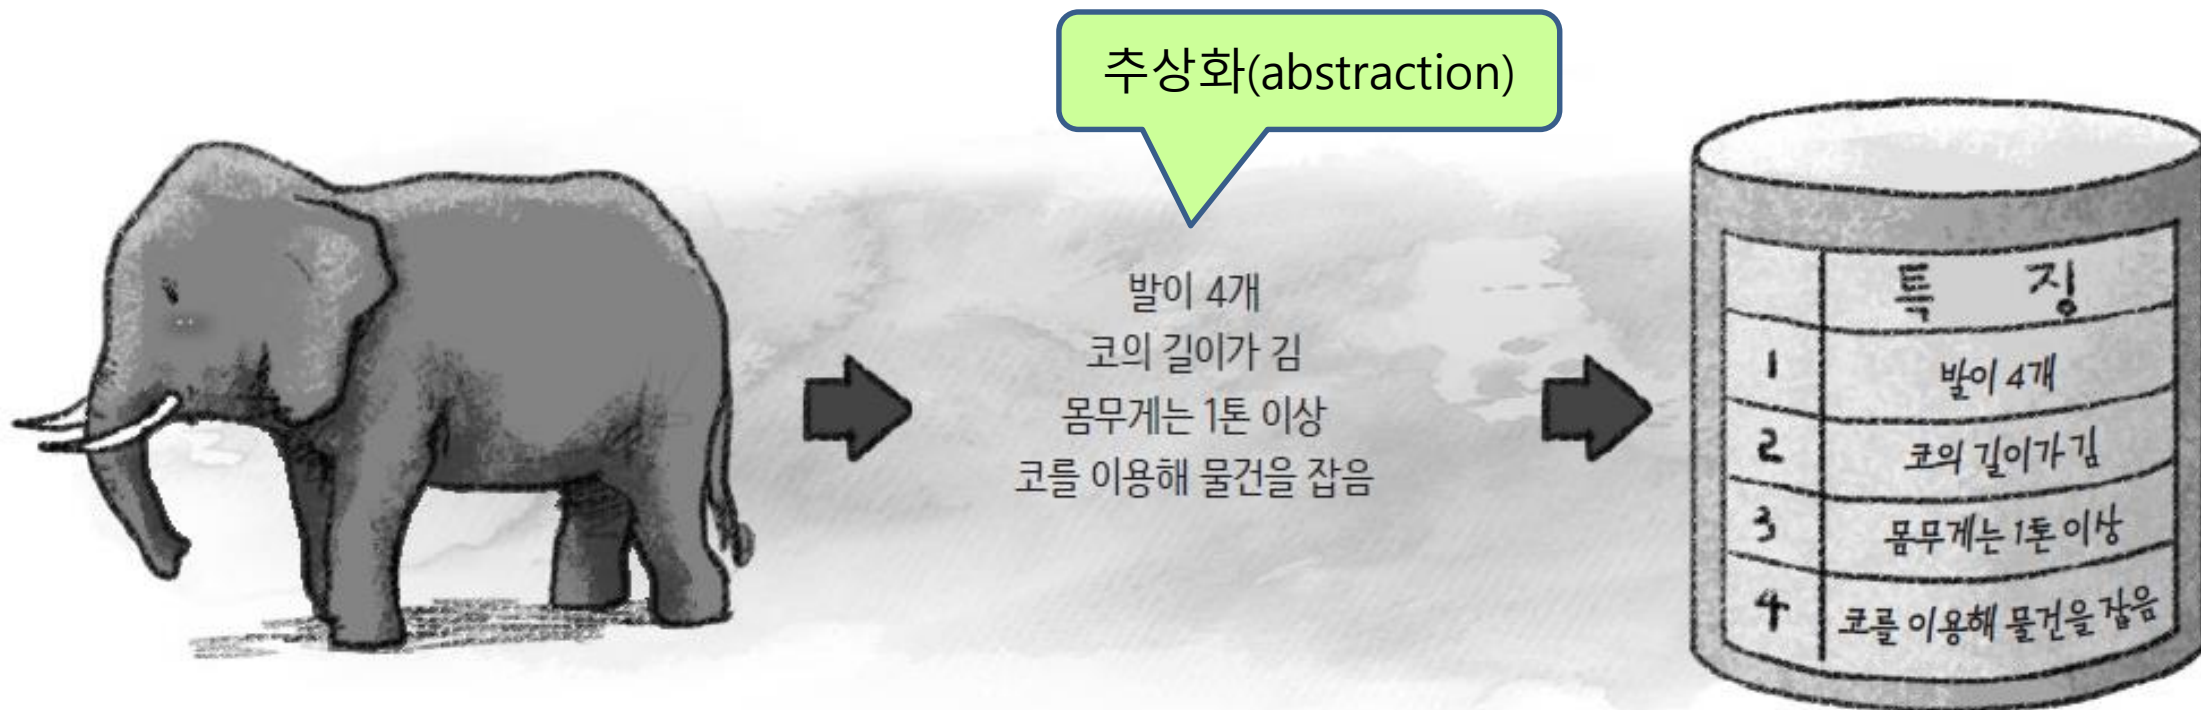 추상화(abstraction)
발이 4개
코의 길이가 김
몸무게는 1톤 이상
코를 이용해 물건을 잡음
특 징
1 발이 4개
2 코의 길이가 김
3 몸무게는 1톤 이상
4 코를 이용해 물건을 잡음